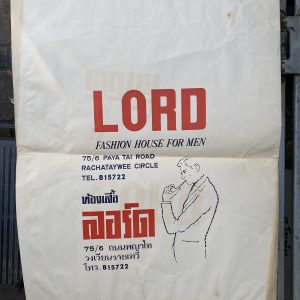 LORD
FASHION HOUSE FOR MEN
75/6 PAYA TAI ROAD
RACHATAYWEE CIRCLE
TEL. 815722
ห้องเสื้อ
ลอร์ด
75/6 ถนนพญาไท
วงเวียนราชเทวี
โทร. 815722